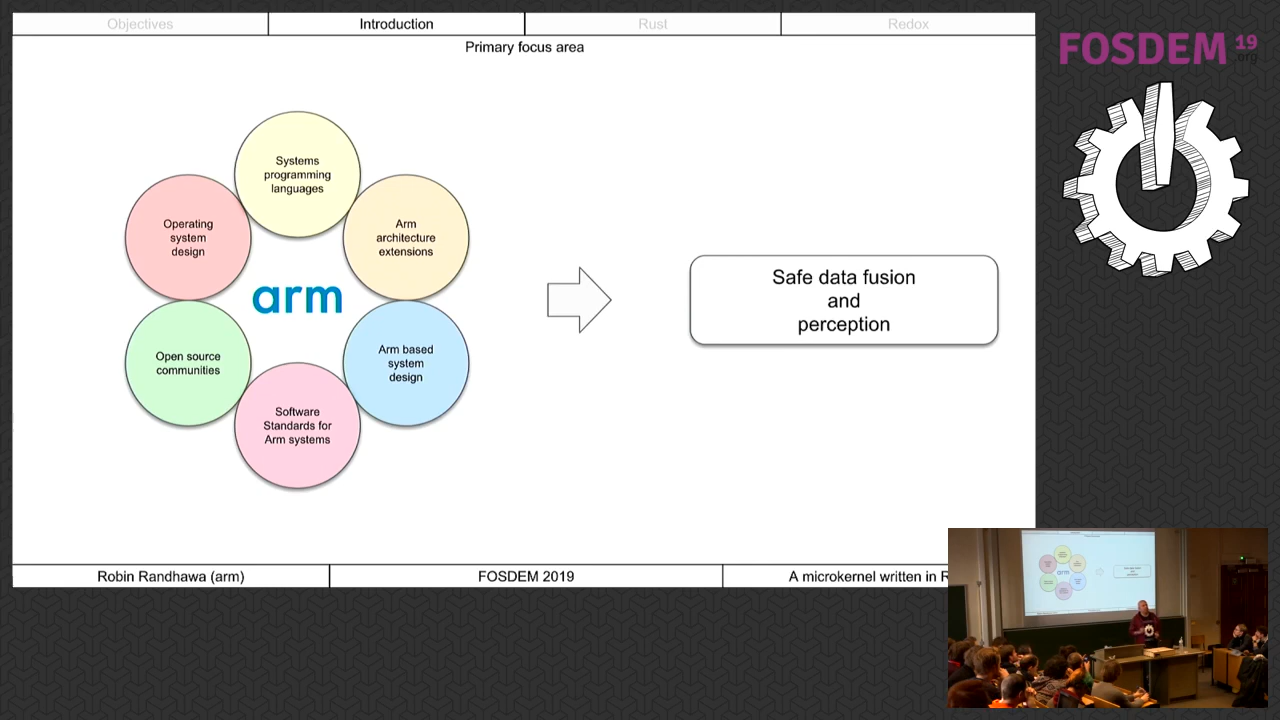 Objectives
Introduction
Rust
Redox
Primary focus area
FOSDEM 19
.org
Systems
programming
languages
Operating
system
design
Arm
architecture
extensions
arm
Safe data fusion
and
perception
Open source
communities
Arm based
system
design
Software
Standards for
Arm systems
Robin Randhawa (arm)
FOSDEM 2019
A microkernel written in R